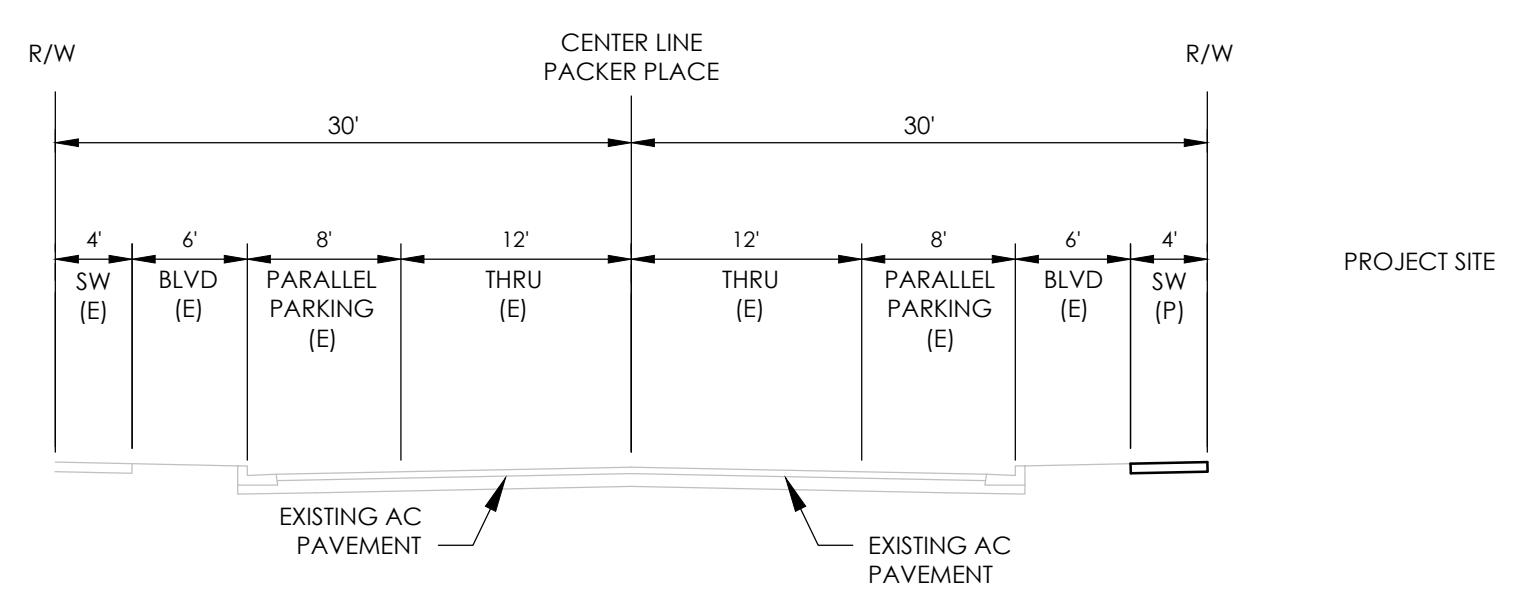 R/W
CENTER LINE
PACKER PLACE
R/W
30'
30'
4'
6'
8'
12'
12'
8'
6'
4'
SW
(E)
BLVD
(E)
PARALLEL
PARKING
(E)
THRU
(E)
THRU
(E)
PARALLEL
PARKING
(E)
BLVD
(E)
SW
(P)
PROJECT SITE
EXISTING AC
PAVEMENT
EXISTING AC
PAVEMENT